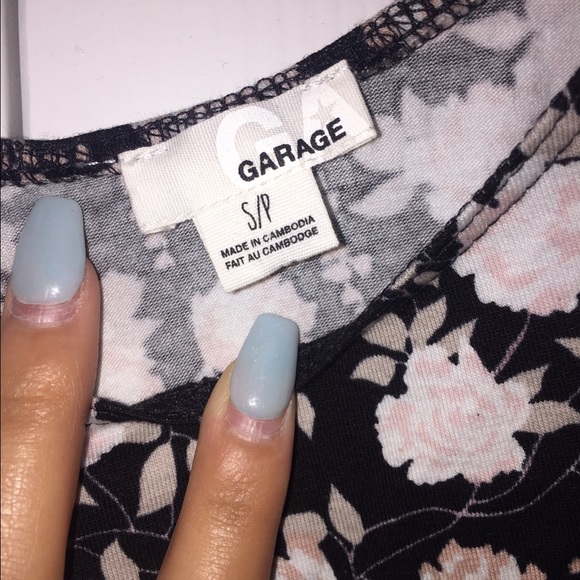 GA
GARAGE
S/P
MADE IN CAMBODIA
FAIT AU CAMBODGE